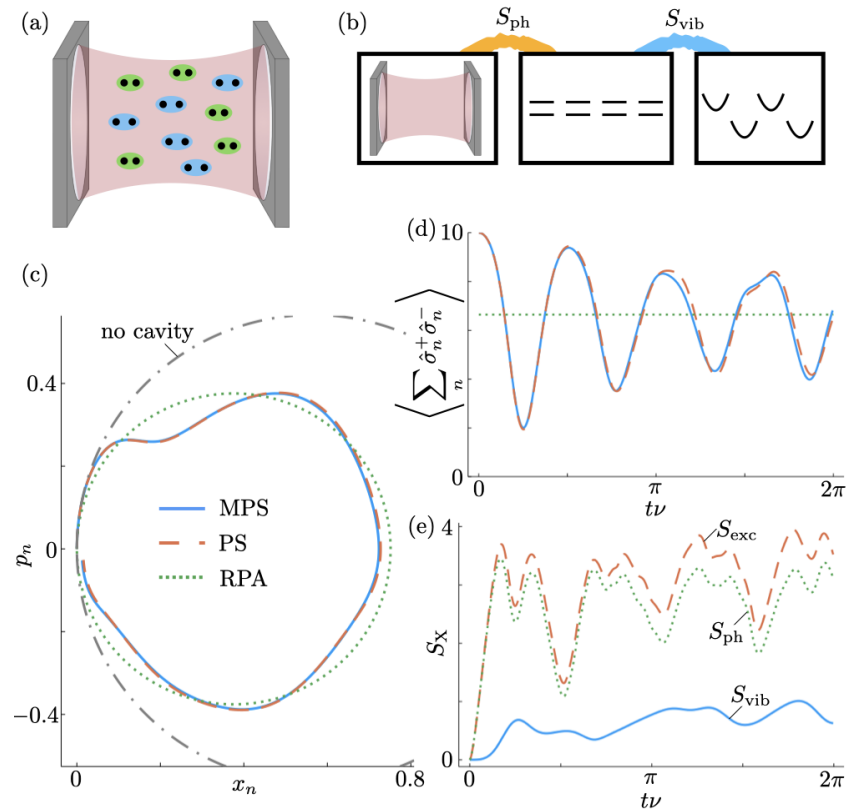 (a)
(b)
S_ph
S_vib
(c)
no cavity
0.4
0
−0.4
p_n
MPS
PS
RPA
0
x_n
0.8
(d)
10
0
⟨∑_n σ̂_n^+ σ̂_n^−⟩
0
π
2π
tν
(e)
4
0
S_X
S_exc
S_ph
S_vib
0
π
2π
tν